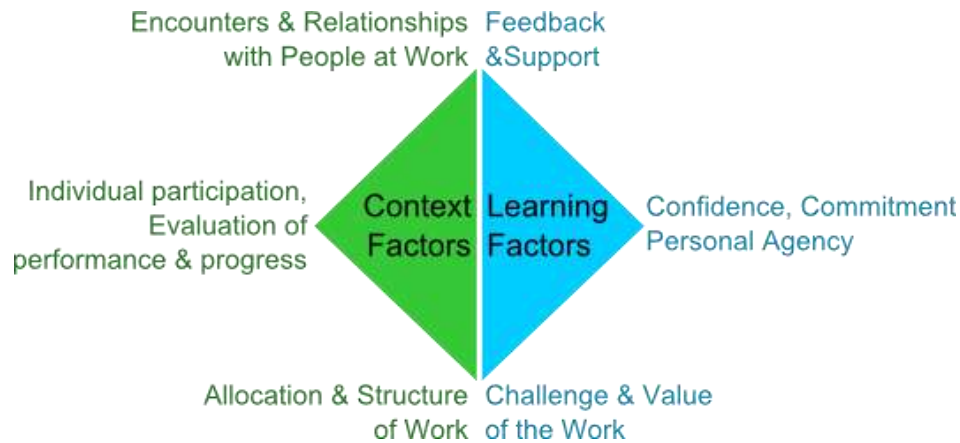 Encounters & Relationships
with People at Work
Feedback
&Support
Individual participation,
Evaluation of
performance & progress
Context
Factors
Learning
Factors
Confidence, Commitment
Personal Agency
Allocation & Structure
of Work
Challenge & Value
of the Work